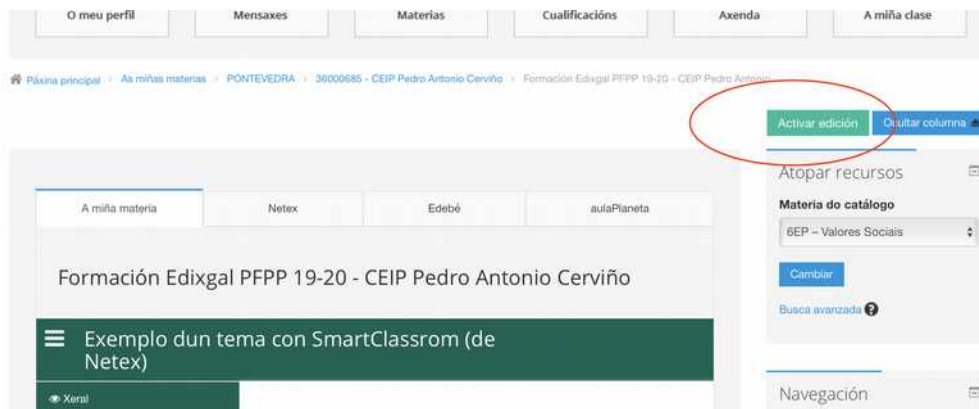 O meu perfil
Mensaxes
Materias
Cualificacións
Axenda
A miña clase
Páxina principal › As miñas materias › PONTEVEDRA › 36000685 - CEIP Pedro Antonio Cerviño › Formación Edixgal PFPP 19-20 - CEIP Pedro Antonio
Activar edición
Ocultar columna
A miña materia
Netex
Edebé
aulaPlaneta
Formación Edixgal PFPP 19-20 - CEIP Pedro Antonio Cerviño
Exemplo dun tema con SmartClassrom (de
Netex)
Xeral
Atopar recursos
Materia do catálogo
6EP – Valores Sociais
Cambiar
Busca avanzada
Navegación